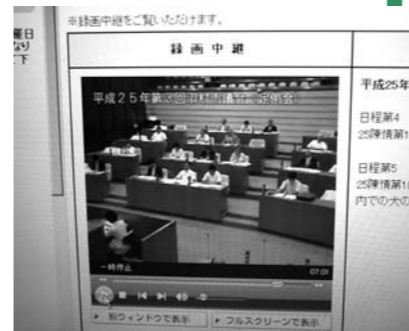 ※録画中継をご覧いただけます。
曜日
なり
下
録画中継
平成25年
平成25年第3回
(定例会)
日程第4
25陳情第1
日程第5
25陳情第1
内での犬の
一時停止
07:01
別ウィンドウで表示
フルスクリーンで表示